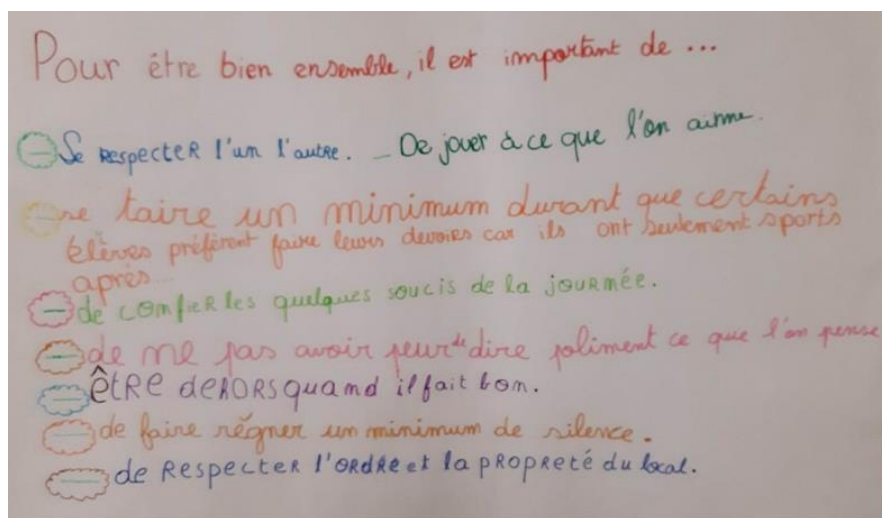 Pour être bien ensemble, il est important de ...
- Se respecter l'un l'autre. - De jouer à ce que l'on aime.
- se taire un minimum durant que certains
élèves préfèrent faire leurs devoirs car ils ont seulement sports
après
- de confier les quelques soucis de la journée.
- de ne pas avoir peur de dire poliment ce que l'on pense
- être dehors quand il fait bon.
- de faire régner un minimum de silence.
- de respecter l'ordre et la propreté du local.